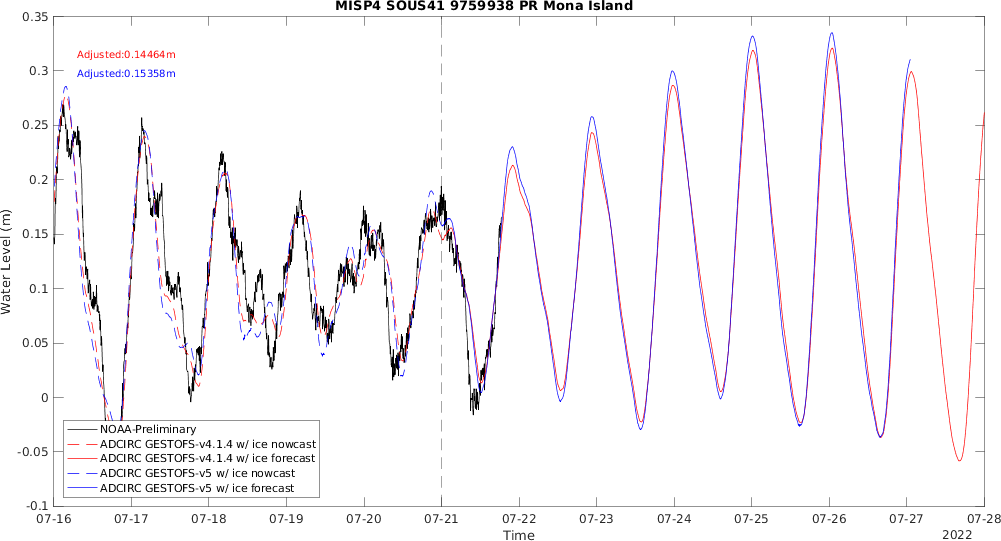 MISP4 SOUS41 9759938 PR Mona Island
0.35
0.3
0.25
0.2
0.15
0.1
0.05
0
-0.05
-0.1
Water Level (m)
Adjusted:0.14464m
Adjusted:0.15358m
NOAA-Preliminary
ADCIRC GESTOFS-v4.1.4 w/ ice nowcast
ADCIRC GESTOFS-v4.1.4 w/ ice forecast
ADCIRC GESTOFS-v5 w/ ice nowcast
ADCIRC GESTOFS-v5 w/ ice forecast
07-16 07-17 07-18 07-19 07-20 07-21 07-22 07-23 07-24 07-25 07-26 07-27 07-28
Time
2022